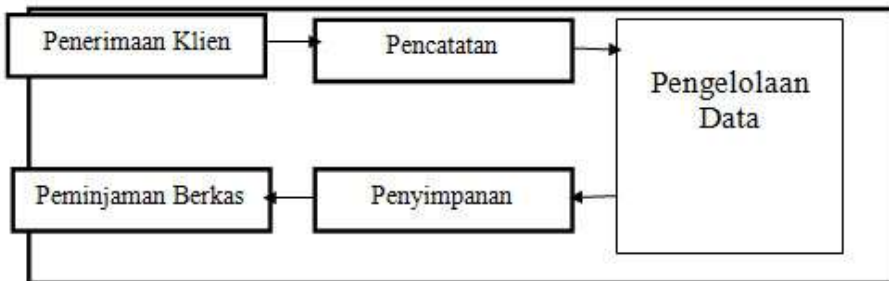 Penerimaan Klien
Pencatatan
Pengelolaan
Data
Penyimpanan
Peminjaman Berkas